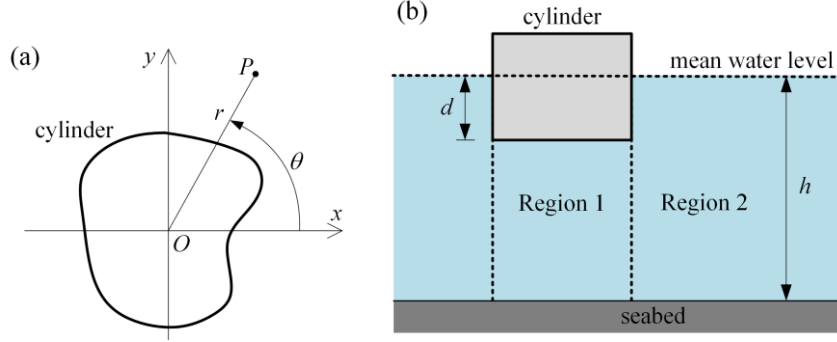 (a)
y
P
r
cylinder
θ
x
O
(b)
cylinder
mean water level
d
h
Region 1
Region 2
seabed